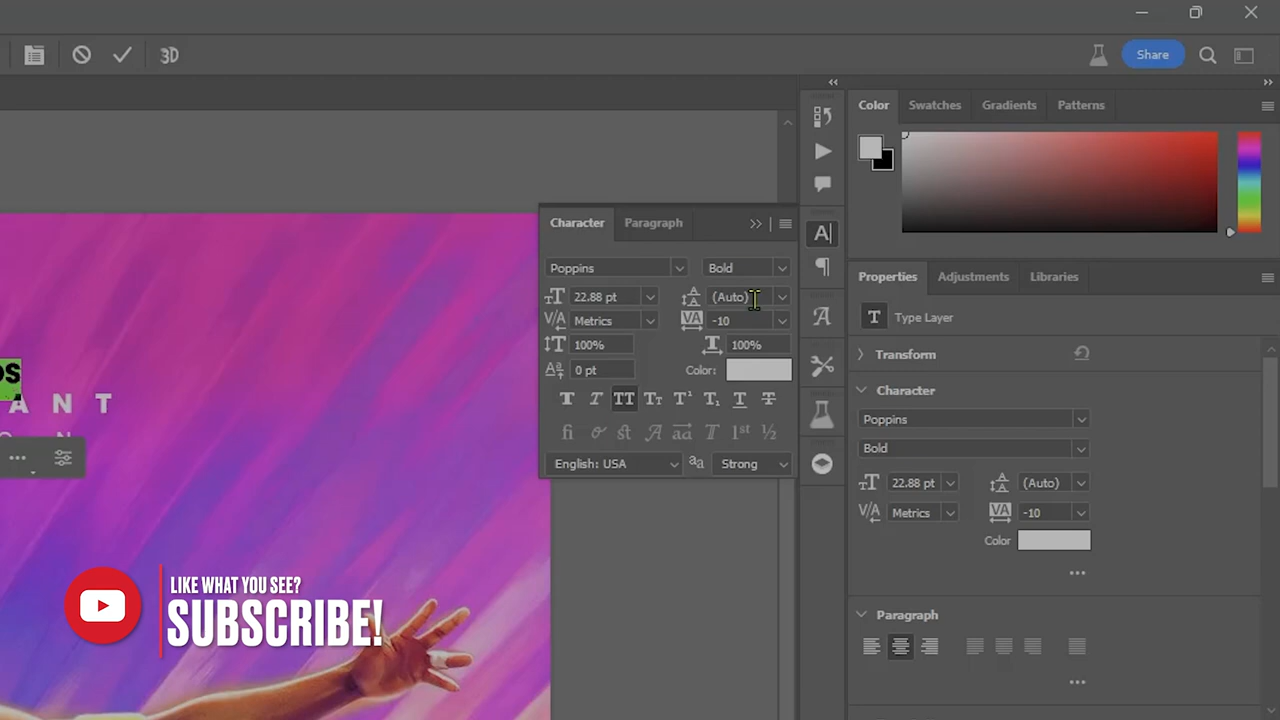 3D
Share
Color Swatches Gradients Patterns
Character Paragraph
Poppins Bold
22.88 pt (Auto)
Metrics -10
100% 100%
0 pt Color:
English: USA Strong
Properties Adjustments Libraries
Type Layer
Transform
Character
Poppins
Bold
22.88 pt (Auto)
Metrics -10
Color
Paragraph
OS
A N T
LIKE WHAT YOU SEE?
SUBSCRIBE!